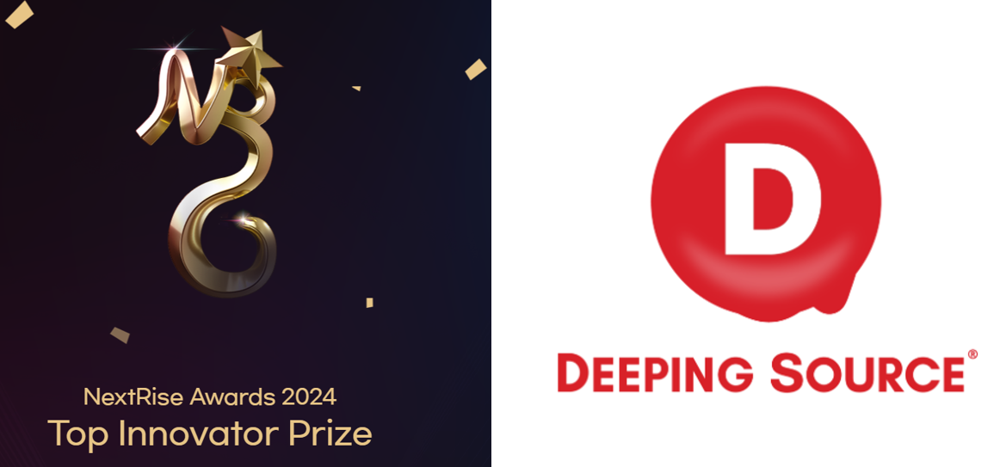 NextRise Awards 2024
Top Innovator Prize
D
DEEPING SOURCE®